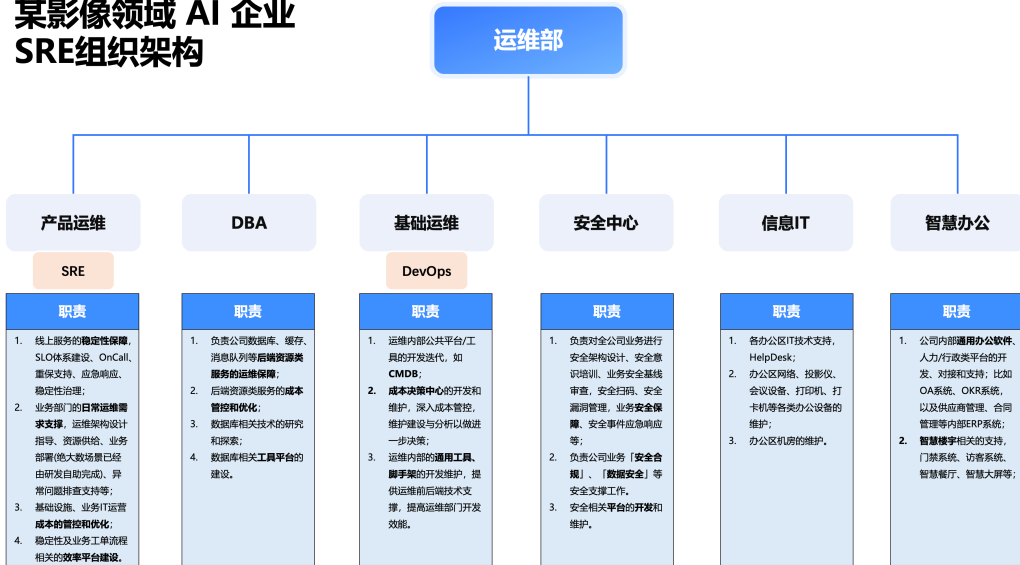 某影像领域 AI 企业
SRE组织架构
运维部
产品运维
DBA
基础运维
安全中心
信息IT
智慧办公
SRE
DevOps
职责
1. 线上服务的稳定性保障,
SLO体系建设、OnCall、
重保支持、应急响应、
稳定性治理;
2. 业务部门的日常运维需
求支撑，运维架构设计
指导、资源供给、业务
部署(绝大数场景已经
由研发自助完成)、异
常问题排查支持等;
3. 基础设施、业务IT运营
成本的管控和优化;
4. 稳定性及业务工单流程
相关的效率平台建设。
职责
1. 负责公司数据库、缓存、
消息队列等后端资源类
服务的运维保障;
2. 后端资源类服务的成本
管控和优化;
3. 数据库相关技术的研究
和探索;
4. 数据库相关工具平台的
建设。
职责
1. 运维内部公共平台/工
具的开发迭代，如
CMDB;
2. 成本决策中心的开发和
维护，深入成本管控，
维护建设与分析以做进
一步决策;
3. 运维内部的通用工具、
脚手架的开发维护，提
供运维前后端技术支
撑，提高运维部门开发
效能。
职责
1. 负责对全公司业务进行
安全架构设计、安全意
识培训、业务安全基线
审查，安全扫码、安全
漏洞管理，业务安全保
障、安全事件应急响应
等;
2. 负责公司业务「安全合
规」、「数据安全」等
安全支撑工作。
3. 安全相关平台的开发和
维护。
职责
1. 各办公区IT技术支持，
HelpDesk;
2. 办公区网络、投影仪、
会议设备、打印机、打
卡机等各类办公设备的
维护;
3. 办公区机房的维护。
职责
1. 公司内部通用办公软件、
人力/行政类平台的开
发、对接和支持；比如
OA系统、OKR系统，
以及供应商管理、合同
管理等内部ERP系统;
2. 智慧楼宇相关的支持，
门禁系统、访客系统、
智慧餐厅、智慧大屏等;